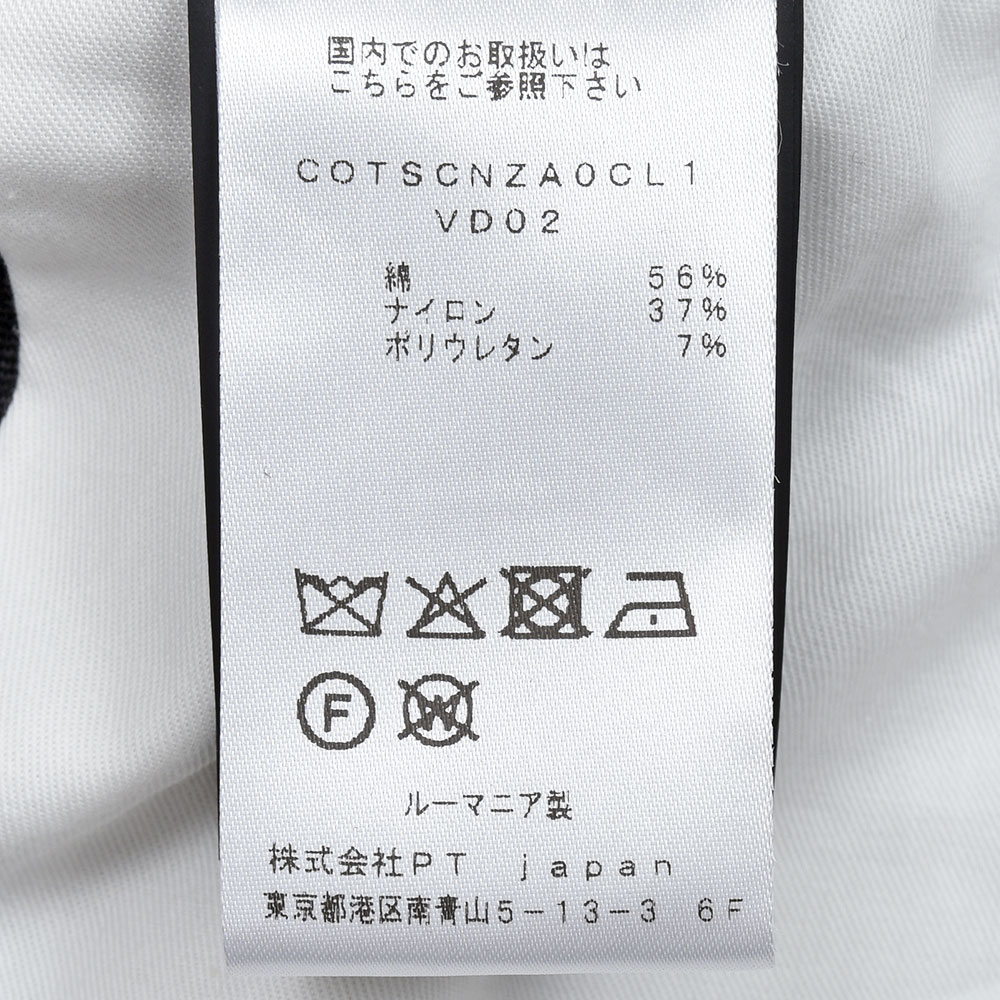 国内でのお取扱いは
こちらをご参照下さい
COTSCNZA0CL1
VD02
綿 56%
ナイロン 37%
ポリウレタン 7%
F
W
ルーマニア製
株式会社PT japan
東京都港区南青山5-13-3 6F